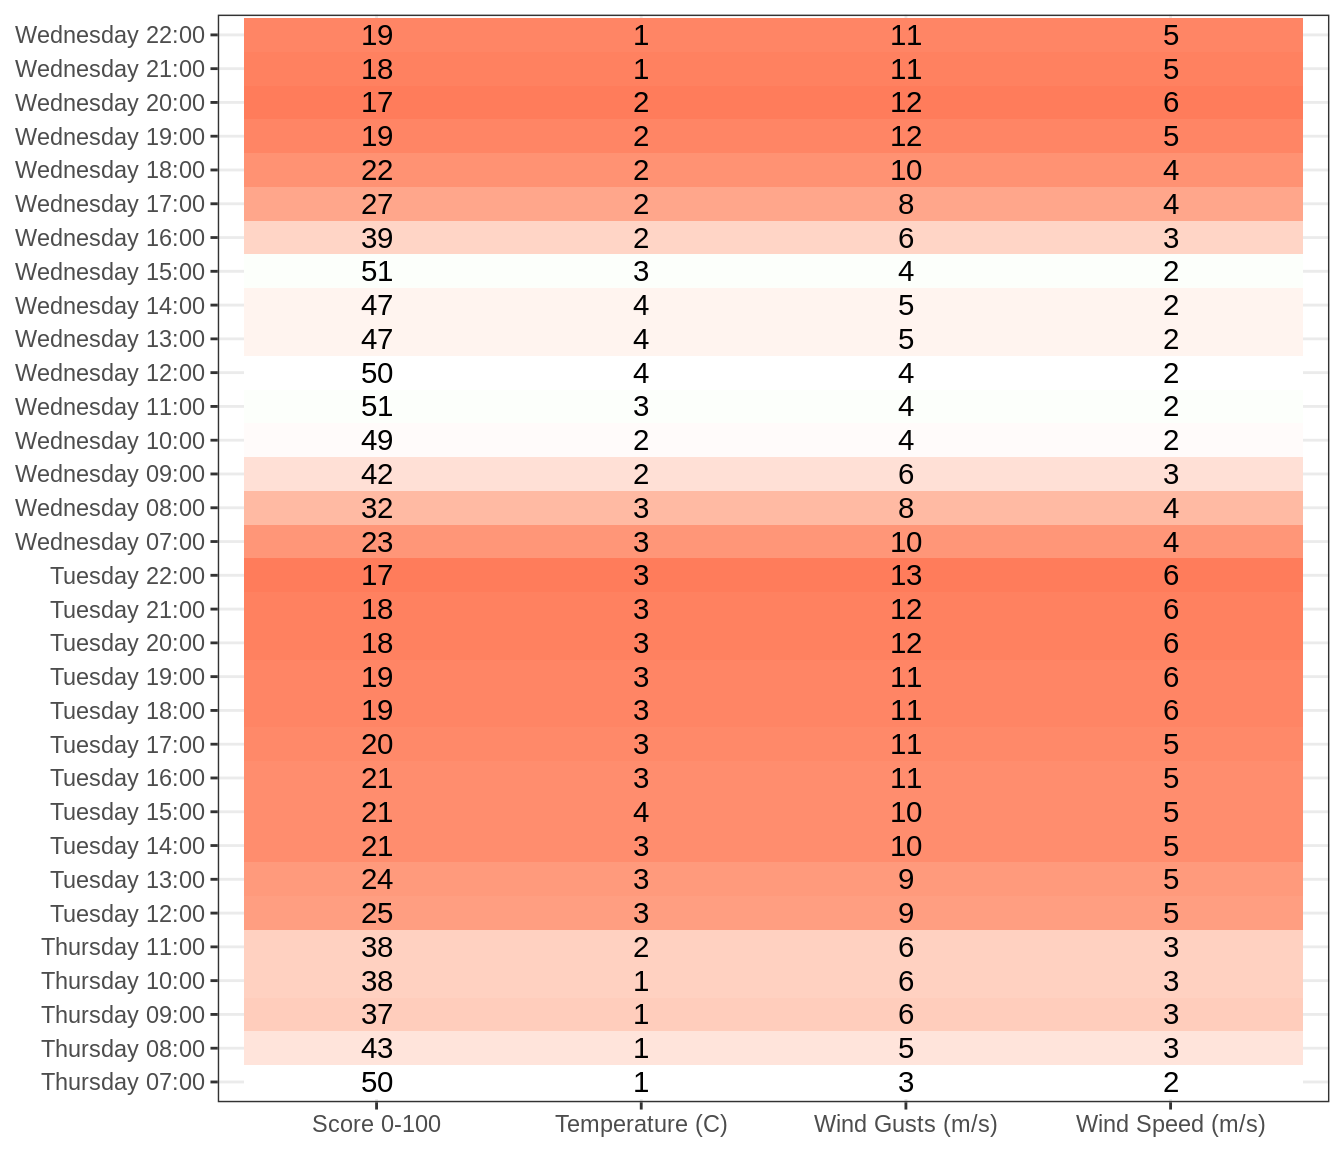 Wednesday 22:00 19 1 11 5
Wednesday 21:00 18 1 11 5
Wednesday 20:00 17 2 12 6
Wednesday 19:00 19 2 12 5
Wednesday 18:00 22 2 10 4
Wednesday 17:00 27 2 8 4
Wednesday 16:00 39 2 6 3
Wednesday 15:00 51 3 4 2
Wednesday 14:00 47 4 5 2
Wednesday 13:00 47 4 5 2
Wednesday 12:00 50 4 4 2
Wednesday 11:00 51 3 4 2
Wednesday 10:00 49 2 4 2
Wednesday 09:00 42 2 6 3
Wednesday 08:00 32 3 8 4
Wednesday 07:00 23 3 10 4
Tuesday 22:00 17 3 13 6
Tuesday 21:00 18 3 12 6
Tuesday 20:00 18 3 12 6
Tuesday 19:00 19 3 11 6
Tuesday 18:00 19 3 11 6
Tuesday 17:00 20 3 11 5
Tuesday 16:00 21 3 11 5
Tuesday 15:00 21 4 10 5
Tuesday 14:00 21 3 10 5
Tuesday 13:00 24 3 9 5
Tuesday 12:00 25 3 9 5
Thursday 11:00 38 2 6 3
Thursday 10:00 38 1 6 3
Thursday 09:00 37 1 6 3
Thursday 08:00 43 1 5 3
Thursday 07:00 50 1 3 2
Score 0-100 Temperature (C) Wind Gusts (m/s) Wind Speed (m/s)